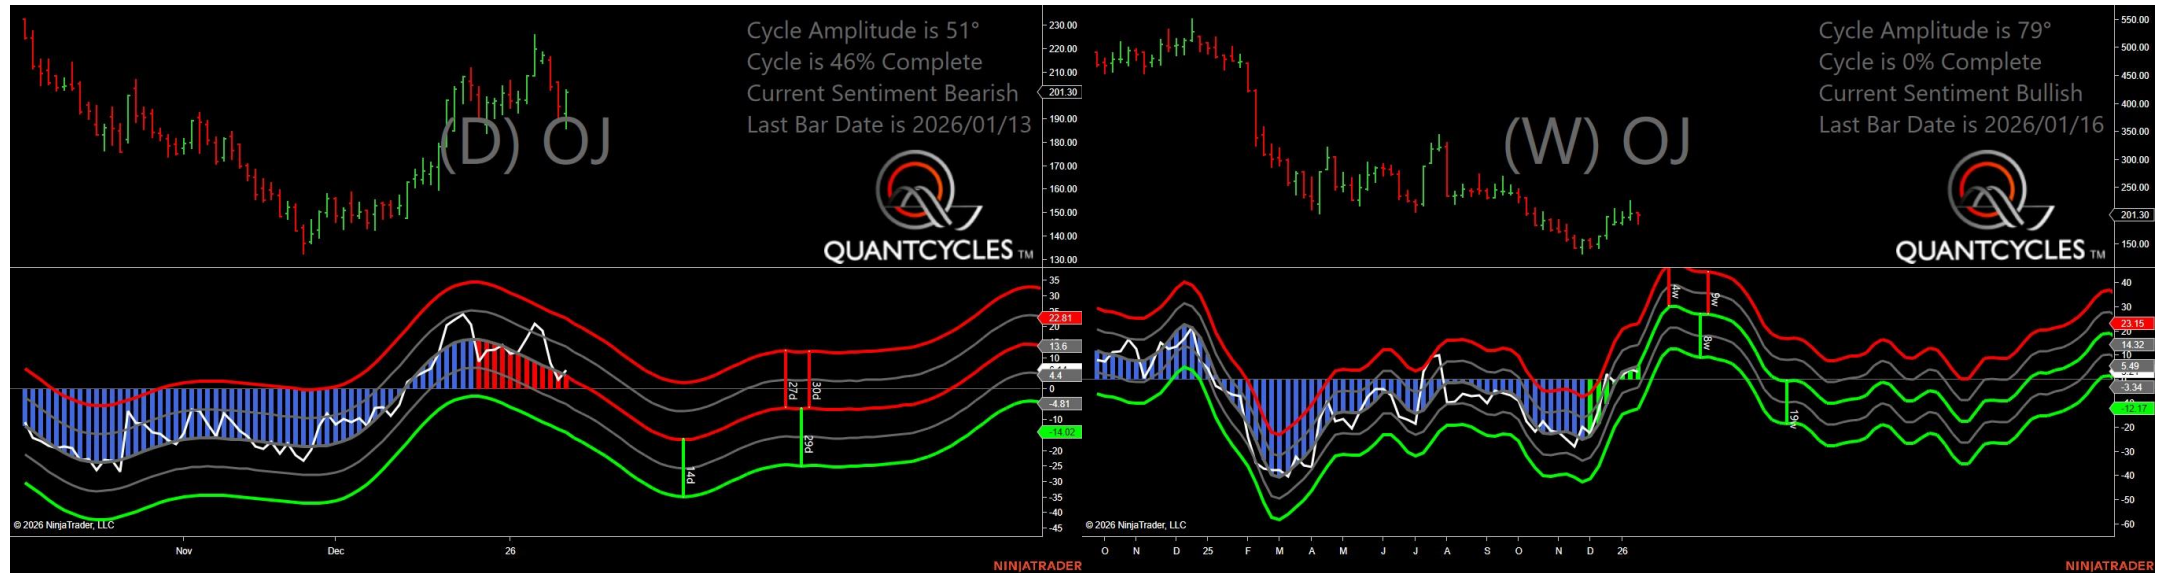 Cycle Amplitude is 51°
Cycle is 46% Complete
Current Sentiment Bearish
Last Bar Date is 2026/01/13
(D) OJ
QUANTCYCLES TM
230.00
220.00
210.00
201.30
190.00
180.00
170.00
160.00
150.00
140.00
130.00
35
30
22.81
20
13.6
10
4.4
0
-4.81
-10
-14.02
-20
-25
-30
-35
-40
-45
14d
27d
30d
29d
© 2026 NinjaTrader, LLC
Nov
Dec
26
NINJATRADER
Cycle Amplitude is 79°
Cycle is 0% Complete
Current Sentiment Bullish
Last Bar Date is 2026/01/16
(W) OJ
QUANTCYCLES TM
550.00
500.00
450.00
400.00
350.00
300.00
250.00
201.30
150.00
40
30
23.15
20
14.32
10
5.49
-3.34
-12.17
-20
-30
-40
-50
-60
4w
9w
8w
19w
© 2026 NinjaTrader, LLC
O N D 25 F M A M J J A S O N D 26
NINJATRADER